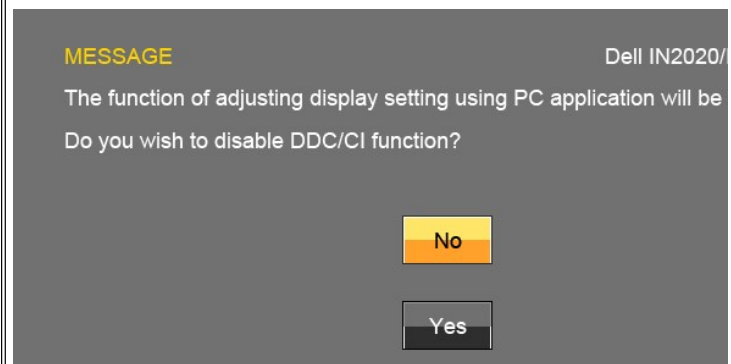 MESSAGE Dell IN2020/
The function of adjusting display setting using PC application will be
Do you wish to disable DDC/CI function?
No
Yes